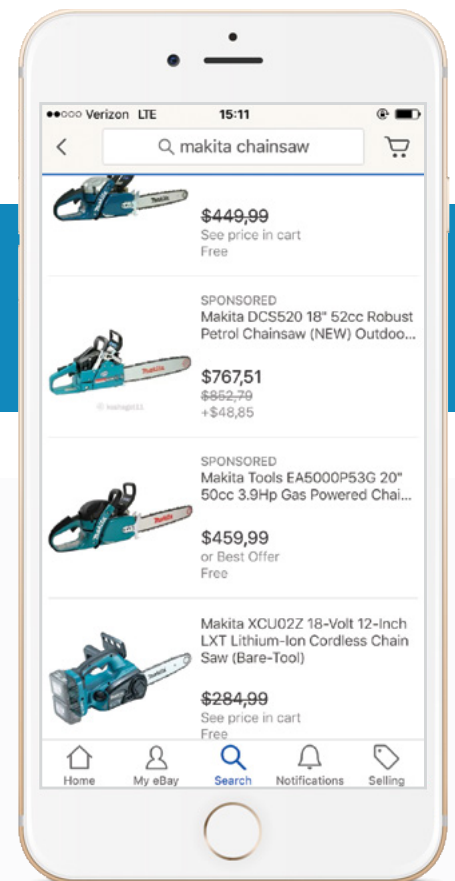 Verizon LTE 15:11
makita chainsaw
Makita
$449,99
See price in cart
Free
SPONSORED
Makita DCS520 18" 52cc Robust
Petrol Chainsaw (NEW) Outdoo...
$767,51
$852,79
+$48,85
Makita
SPONSORED
Makita Tools EA5000P53G 20"
50cc 3.9Hp Gas Powered Chai...
$459,99
or Best Offer
Free
Makita
Makita XCU02Z 18-Volt 12-Inch
LXT Lithium-Ion Cordless Chain
Saw (Bare-Tool)
$284,99
See price in cart
Free
Home My eBay Search Notifications Selling